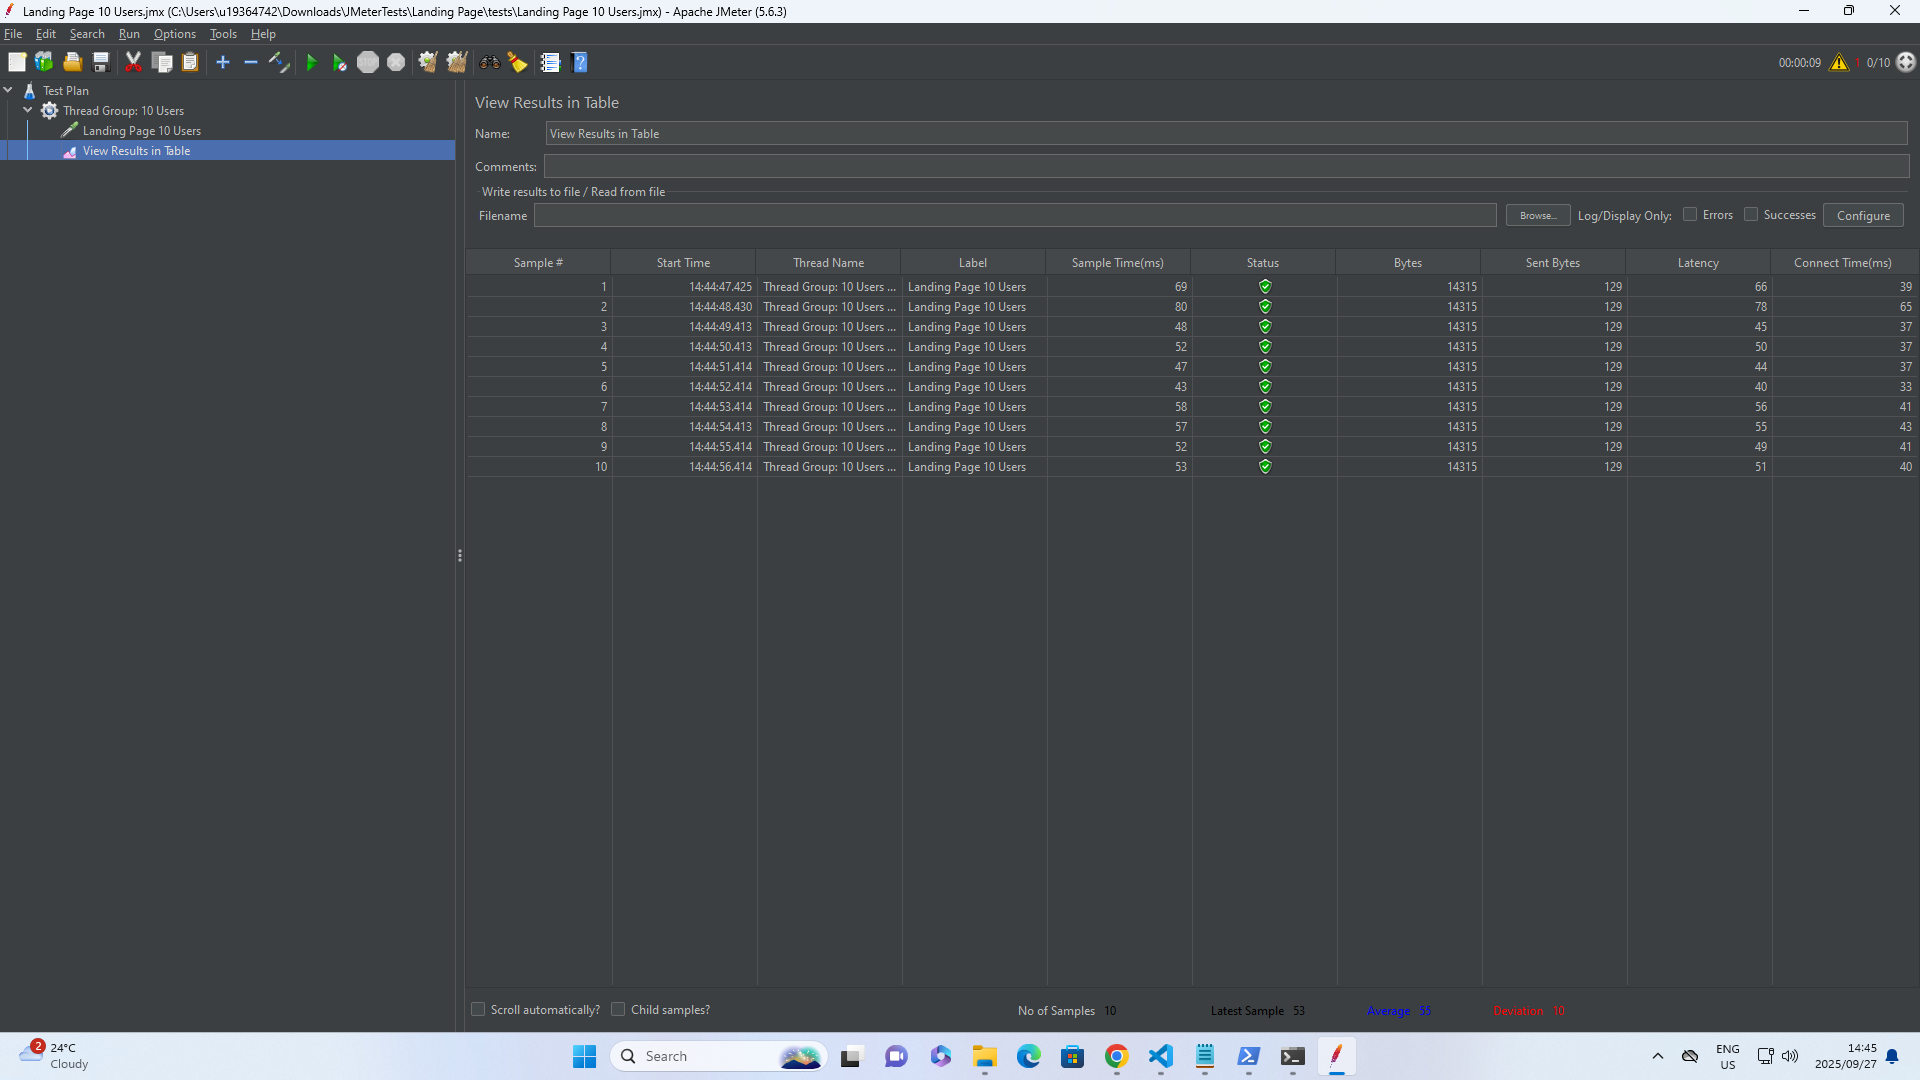 Landing Page 10 Users.jmx (C:\Users\u19364742\Downloads\JMeterTests\Landing Page\tests\Landing Page 10 Users.jmx) - Apache JMeter (5.6.3)
File Edit Search Run Options Tools Help
00:00:09 1 0/10
Test Plan
Thread Group: 10 Users
Landing Page 10 Users
View Results in Table
View Results in Table
Name: View Results in Table
Comments:
Write results to file / Read from file
Filename Browse... Log/Display Only: Errors Successes Configure
Sample # Start Time Thread Name Label Sample Time(ms) Status Bytes Sent Bytes Latency Connect Time(ms)
1 14:44:47.425 Thread Group: 10 Users ... Landing Page 10 Users 69 14315 129 66 39
2 14:44:48.430 Thread Group: 10 Users ... Landing Page 10 Users 80 14315 129 78 65
3 14:44:49.413 Thread Group: 10 Users ... Landing Page 10 Users 48 14315 129 45 37
4 14:44:50.413 Thread Group: 10 Users ... Landing Page 10 Users 52 14315 129 50 37
5 14:44:51.414 Thread Group: 10 Users ... Landing Page 10 Users 47 14315 129 44 37
6 14:44:52.414 Thread Group: 10 Users ... Landing Page 10 Users 43 14315 129 40 33
7 14:44:53.414 Thread Group: 10 Users ... Landing Page 10 Users 58 14315 129 56 41
8 14:44:54.413 Thread Group: 10 Users ... Landing Page 10 Users 57 14315 129 55 43
9 14:44:55.414 Thread Group: 10 Users ... Landing Page 10 Users 52 14315 129 49 41
10 14:44:56.414 Thread Group: 10 Users ... Landing Page 10 Users 53 14315 129 51 40
Scroll automatically? Child samples? No of Samples 10 Latest Sample 53 Average 55 Deviation 10
2 24°C
Cloudy
Search
ENG
US
14:45
2025/09/27